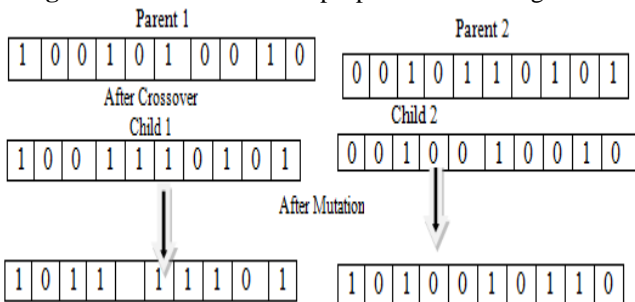 Parent 1
1 0 0 1 0 1 0 0 1 0
Parent 2
0 0 1 0 1 1 0 1 0 1
After Crossover
Child 1
1 0 0 1 1 1 0 1 0 1
Child 2
0 0 1 0 0 1 0 0 1 0
After Mutation
1 0 1 1 1 1 1 0 1
1 0 1 0 0 1 0 1 1 0